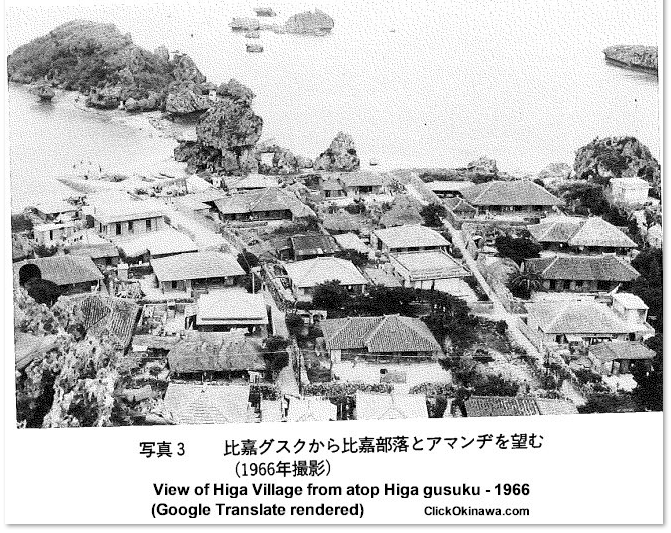 写真3 比嘉グスクから比嘉部落とアマンヂを望む
（1966年撮影）
View of Higa Village from atop Higa gusuku - 1966
(Google Translate rendered) ClickOkinawa.com